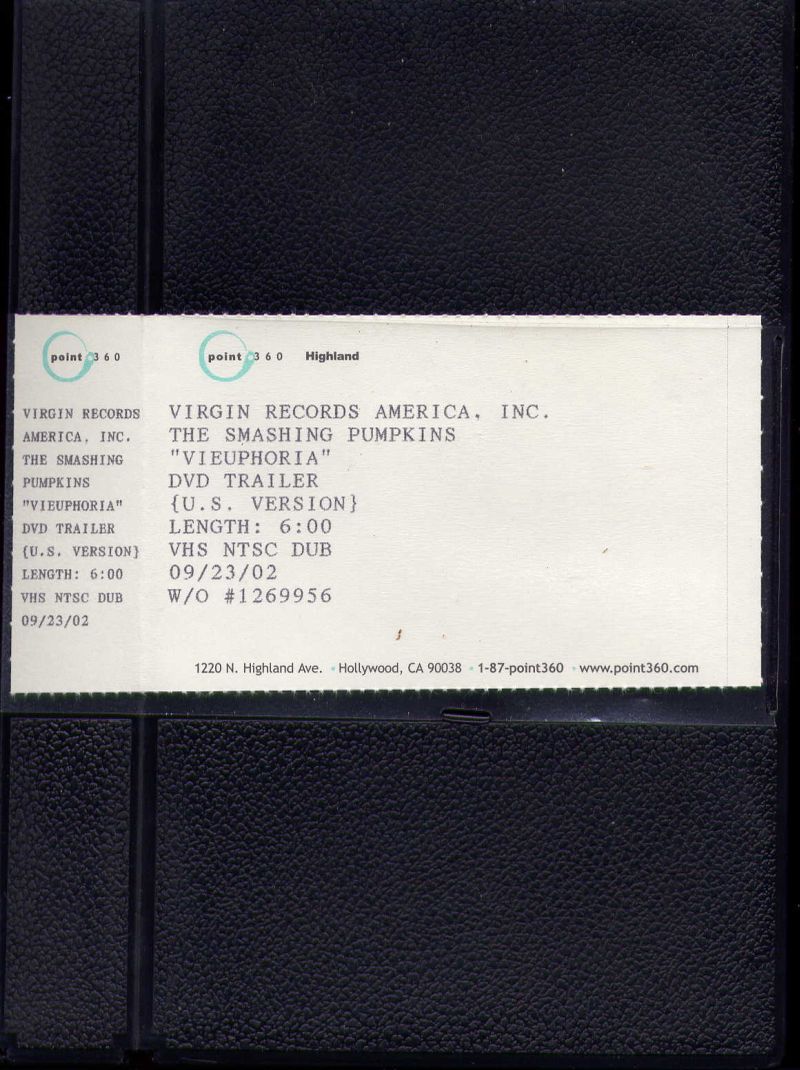 point 360
VIRGIN RECORDS
AMERICA, INC.
THE SMASHING
PUMPKINS
"VIEUPHORIA"
DVD TRAILER
{U.S. VERSION}
LENGTH: 6:00
VHS NTSC DUB
09/23/02
point 360 Highland
VIRGIN RECORDS AMERICA, INC.
THE SMASHING PUMPKINS
"VIEUPHORIA"
DVD TRAILER
{U.S. VERSION}
LENGTH: 6:00
VHS NTSC DUB
09/23/02
W/O #1269956
1220 N. Highland Ave. • Hollywood, CA 90038 • 1-87-point360 • www.point360.com